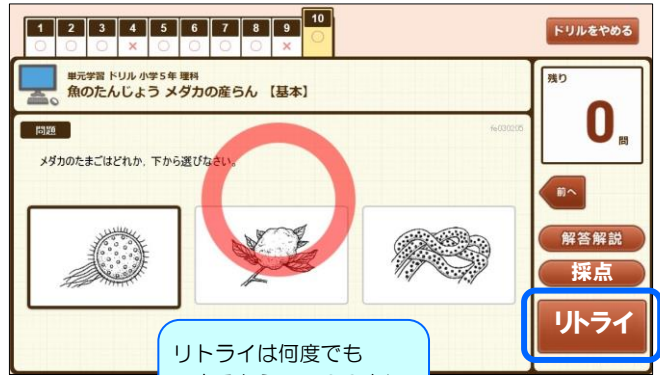 1 2 3 4 5 6 7 8 9 10
○ ○ ○ × ○ ○ ○ ○ × ○
ドリルをやめる
単元学習 ドリル 小学5年 理科
魚のたんじょう メダカの産らん 【基本】
残り
0問
問題
メダカのたまごはどれか，下から選びなさい。
前へ
解答解説
採点
リトライ
リトライは何度でも